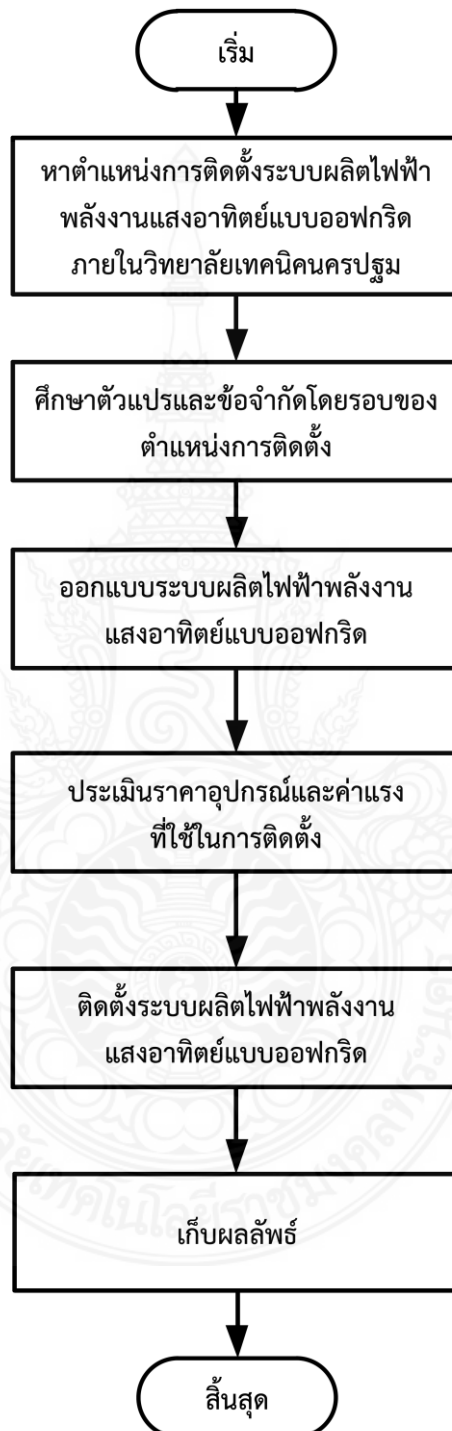 เริ่ม
หาตำแหน่งการติดตั้งระบบผลิตไฟฟ้า
พลังงานแสงอาทิตย์แบบออฟกริด
ภายในวิทยาลัยเทคนิคนครปฐม
ศึกษาตัวแปรและข้อจำกัดโดยรอบของ
ตำแหน่งการติดตั้ง
ออกแบบระบบผลิตไฟฟ้าพลังงาน
แสงอาทิตย์แบบออฟกริด
ประเมินราคาอุปกรณ์และค่าแรง
ที่ใช้ในการติดตั้ง
ติดตั้งระบบผลิตไฟฟ้าพลังงาน
แสงอาทิตย์แบบออฟกริด
เก็บผลลัพธ์
สิ้นสุด